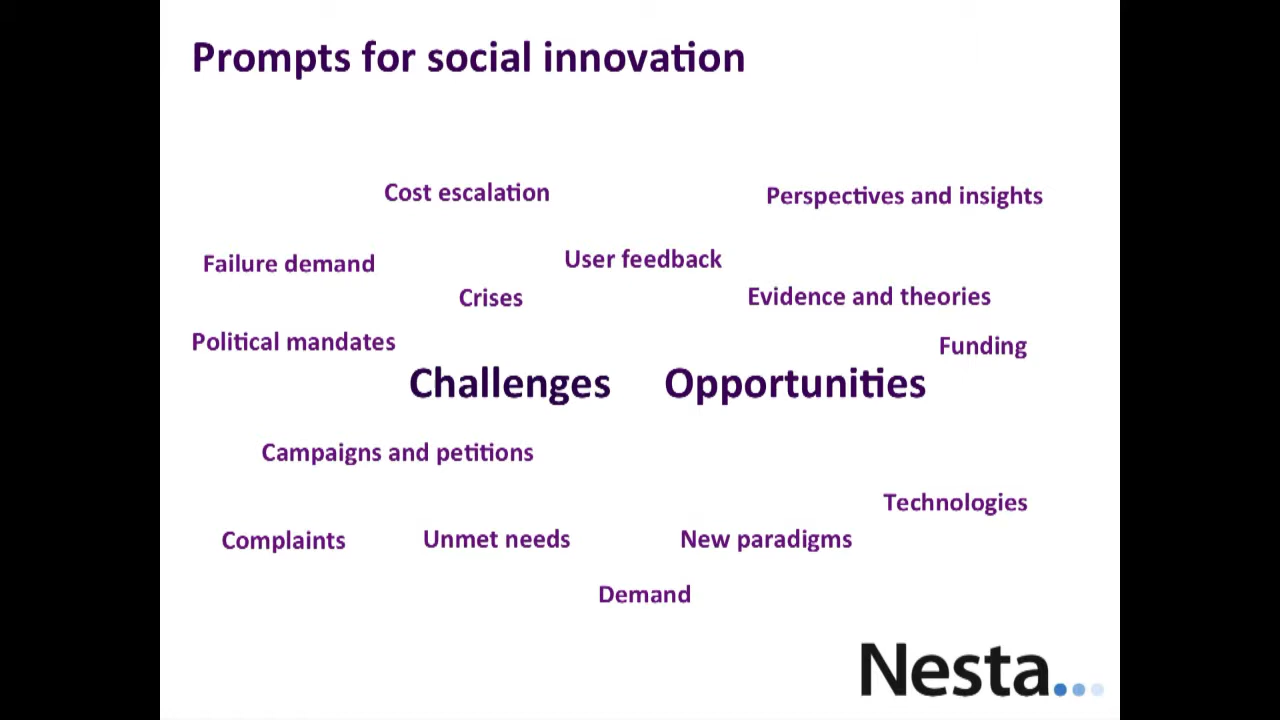 Prompts for social innovation
Cost escalation
Perspectives and insights
Failure demand
User feedback
Crises
Evidence and theories
Political mandates
Funding
Challenges
Opportunities
Campaigns and petitions
Technologies
Complaints
Unmet needs
New paradigms
Demand
Nesta...